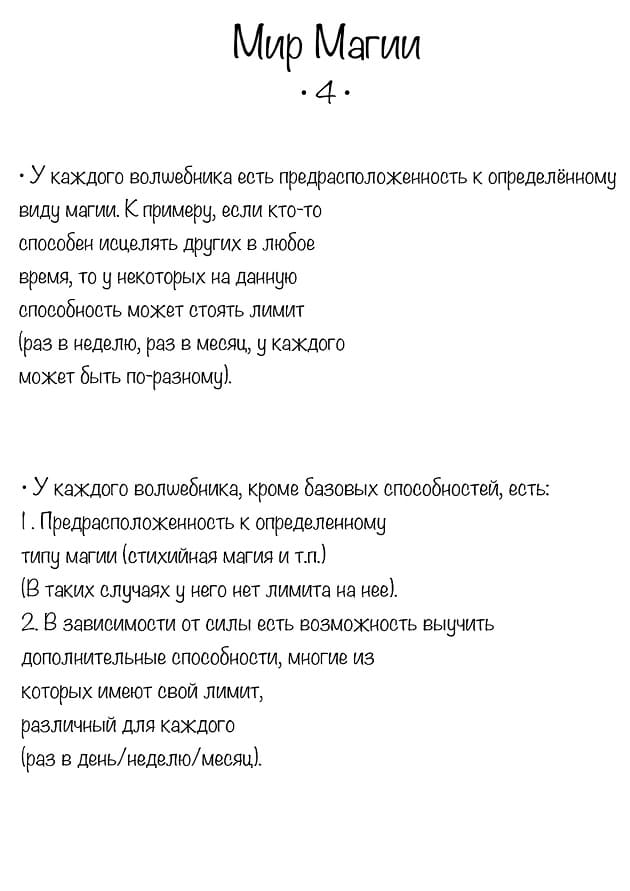 Мир Магии
• 4 •
• У каждого волшебника есть предрасположенность к определённому
виду магии. К примеру, если кто-то
способен исцелять других в любое
время, то у некоторых на данную
способность может стоять лимит
(раз в неделю, раз в месяц, у каждого
может быть по-разному).
• У каждого волшебника, кроме базовых способностей, есть:
1. Предрасположенность к определенному
типу магии (стихийная магия и т.п.)
(В таких случаях у него нет лимита на нее).
2. В зависимости от силы есть возможность выучить
дополнительные способности, многие из
которых имеют свой лимит,
различный для каждого
(раз в день/неделю/месяц).